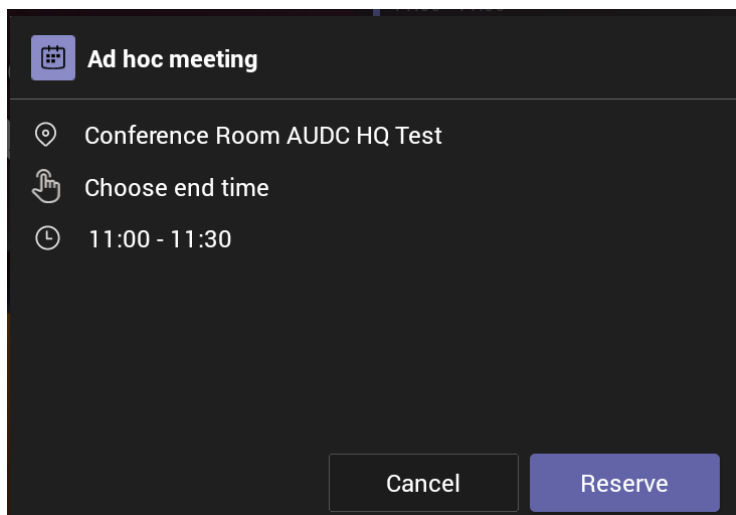 Ad hoc meeting
Conference Room AUDC HQ Test
Choose end time
11:00 - 11:30
Cancel
Reserve